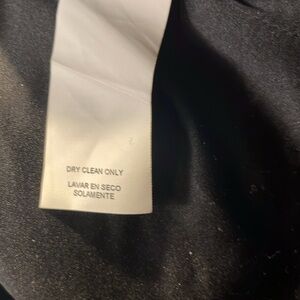 DRY CLEAN ONLY
LAVAR EN SECO
SOLAMENTE